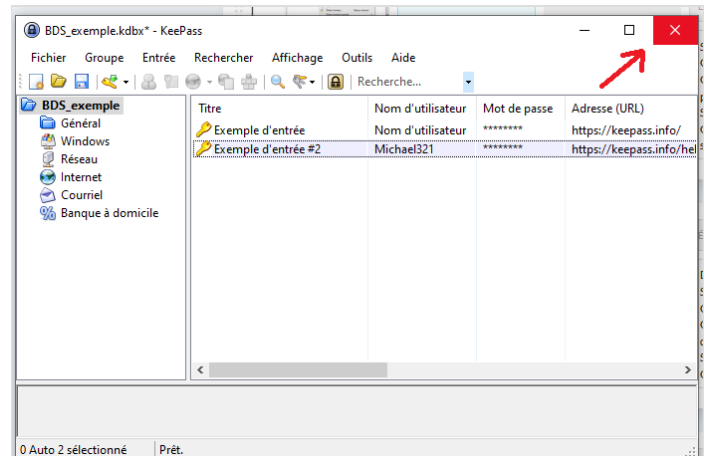 BDS_exemple.kdbx* - KeePass
Fichier Groupe Entrée Rechercher Affichage Outils Aide
Recherche...
BDS_exemple
Général
Windows
Réseau
Internet
Courriel
Banque à domicile
Titre Nom d'utilisateur Mot de passe Adresse (URL)
Exemple d'entrée Nom d'utilisateur ******** https://keepass.info/
Exemple d'entrée #2 Michael321 ******** https://keepass.info/hel
0 Auto 2 sélectionné Prêt.